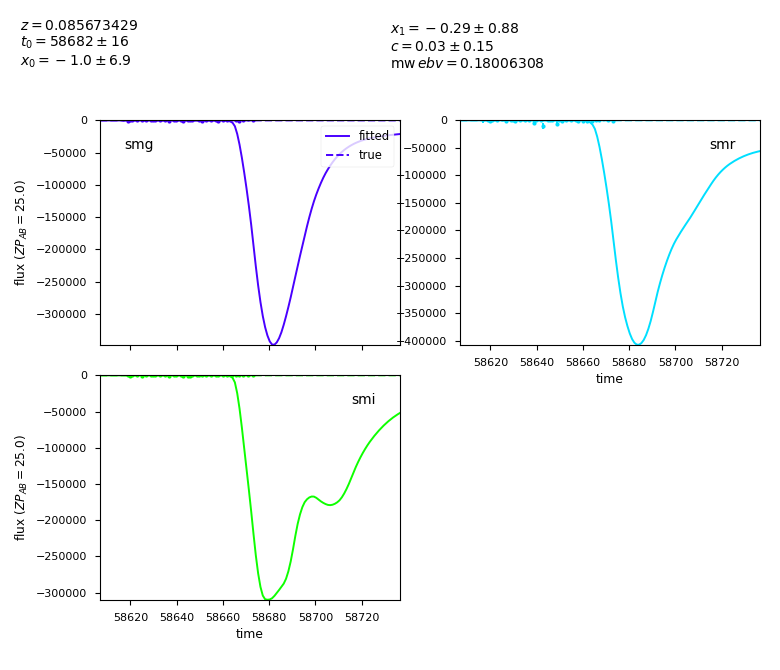 z = 0.085673429
t₀ = 58682 ± 16
x₀ = −1.0 ± 6.9
x₁ = −0.29 ± 0.88
c = 0.03 ± 0.15
mw ebv = 0.18006308
0
−50000
−100000
−150000
−200000
−250000
−300000
flux (ZP_AB = 25.0)
smg
fitted
true
0
−50000
−100000
−150000
−200000
−250000
−300000
−350000
−400000
smr
58620 58640 58660 58680 58700 58720
time
0
−50000
−100000
−150000
−200000
−250000
−300000
flux (ZP_AB = 25.0)
smi
58620 58640 58660 58680 58700 58720
time